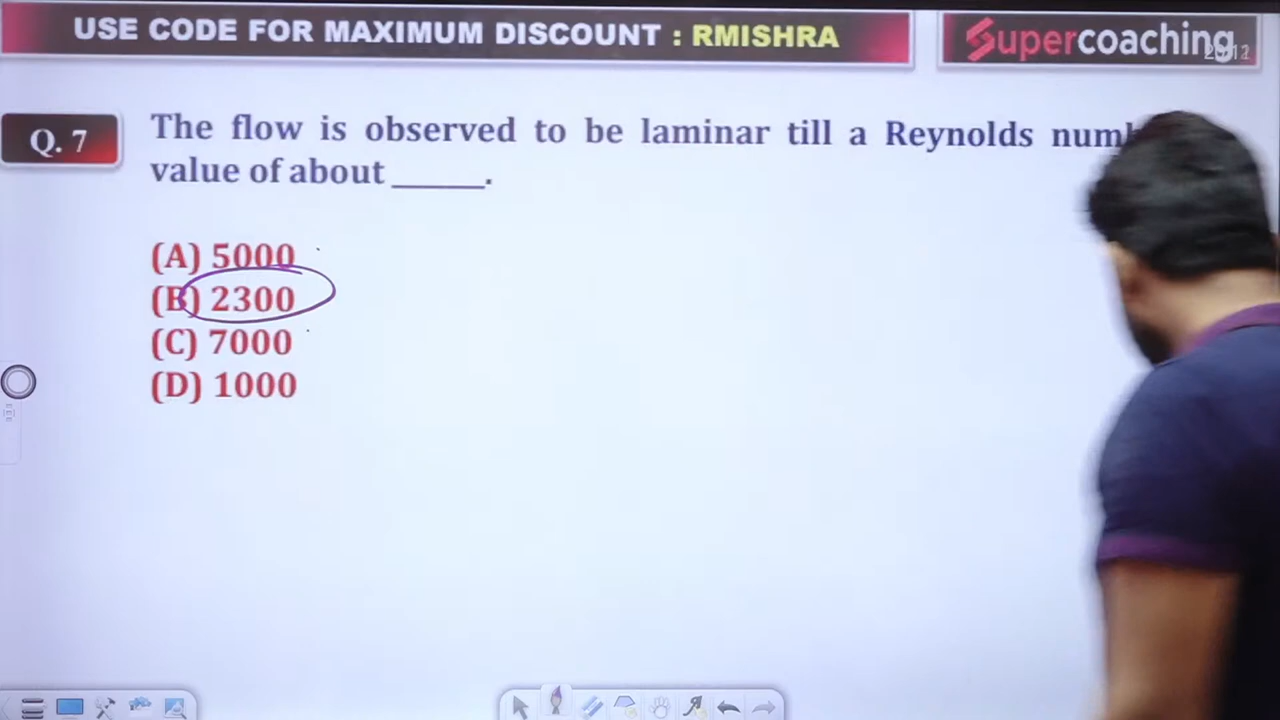 USE CODE FOR MAXIMUM DISCOUNT : RMISHRA
Supercoaching
Q. 7
The flow is observed to be laminar till a Reynolds
value of about _____.
(A) 5000
(B) 2300
(C) 7000
(D) 1000